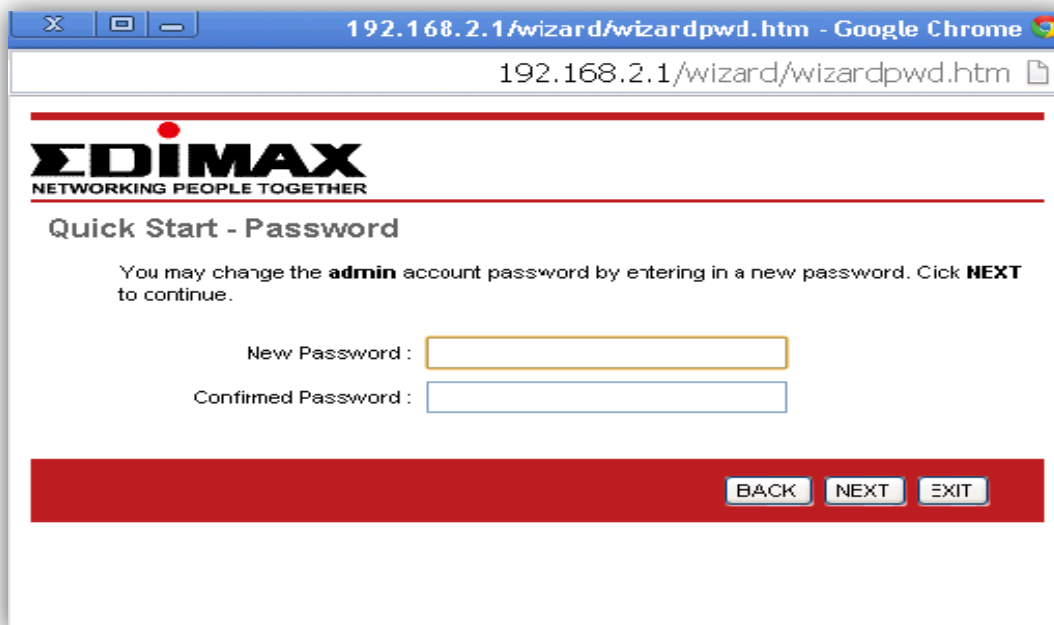 192.168.2.1/wizard/wizardpwd.htm - Google Chrome
192.168.2.1/wizard/wizardpwd.htm
EDIMAX
NETWORKING PEOPLE TOGETHER
Quick Start - Password
You may change the admin account password by entering in a new password. Cick NEXT
to continue.
New Password :
Confirmed Password :
BACK NEXT EXIT